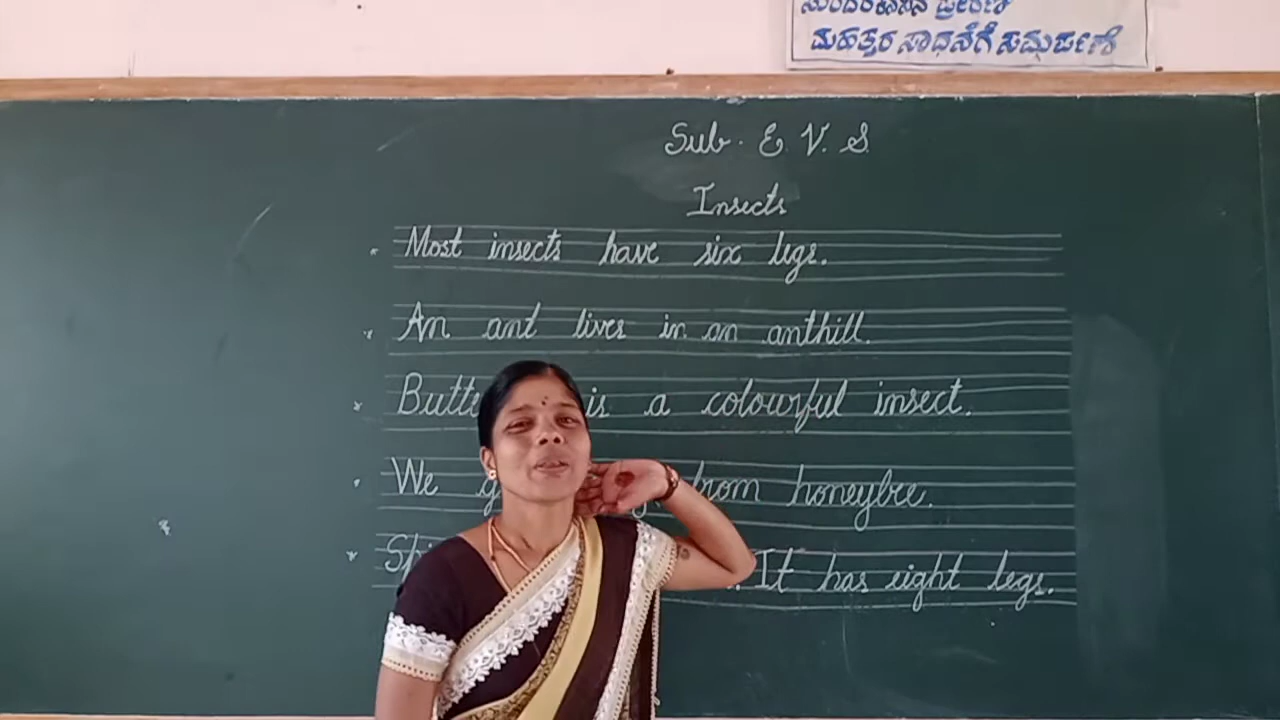 ಮಹತ್ತರ ಸಾಧನೆಗೆ ಸಮರ್ಪಣೆ
Sub. E. V. S.
Insects
Most insects have six legs.
An ant lives in an anthill.
is a colourful insect.
We from honeybee.
It has eight legs.